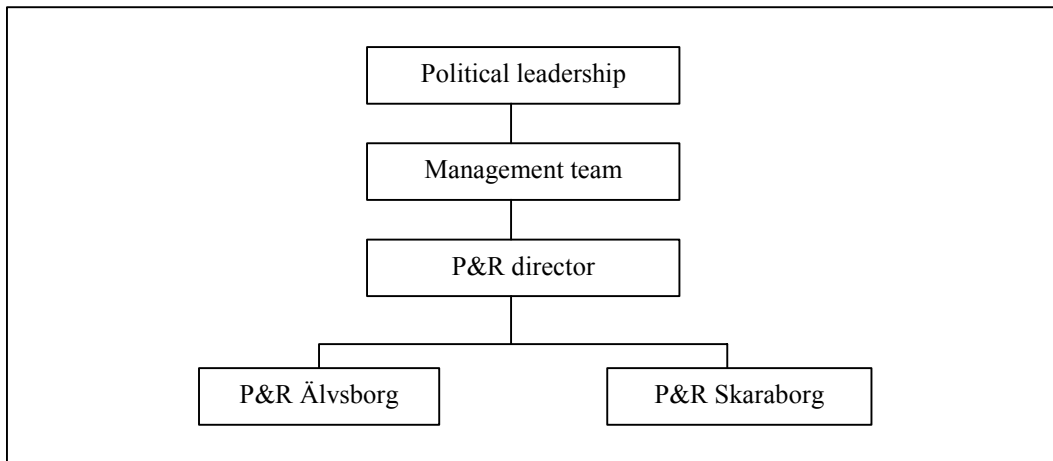 Political leadership
Management team
P&R director
P&R Älvsborg
P&R Skaraborg